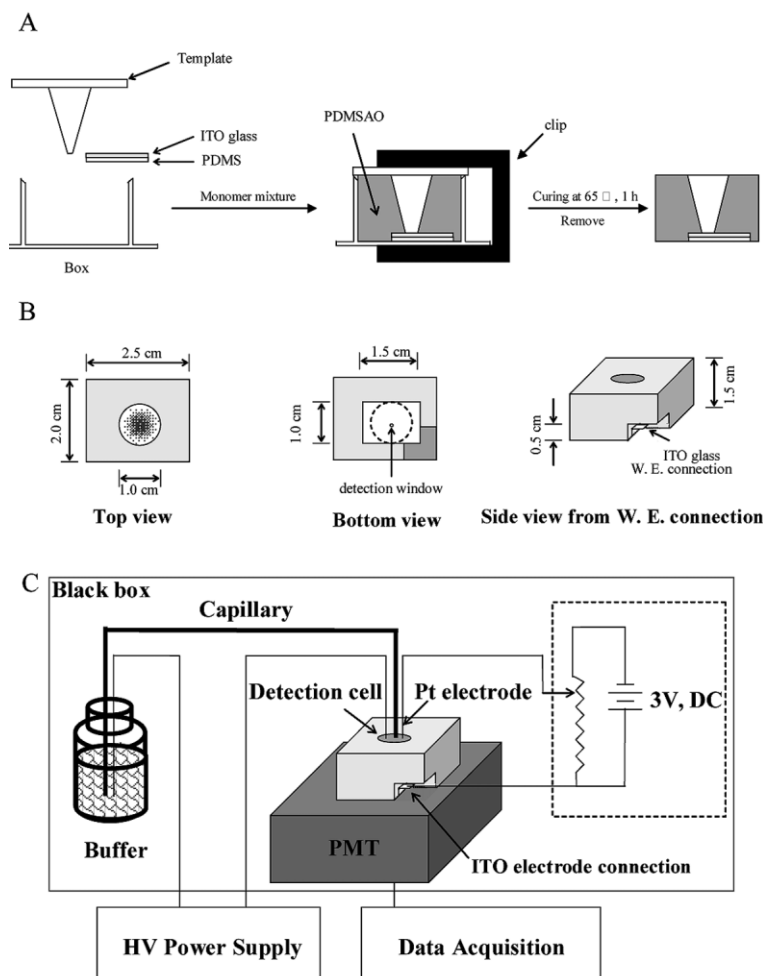 A
Template
ITO glass
PDMS
Box
Monomer mixture
PDMSAO
clip
Curing at 65 □ , 1 h
Remove
B
2.5 cm
2.0 cm
1.0 cm
Top view
1.5 cm
1.0 cm
detection window
Bottom view
1.5 cm
0.5 cm
ITO glass
W. E. connection
Side view from W. E. connection
C
Black box
Capillary
Detection cell
Pt electrode
3V, DC
Buffer
PMT
ITO electrode connection
HV Power Supply
Data Acquisition